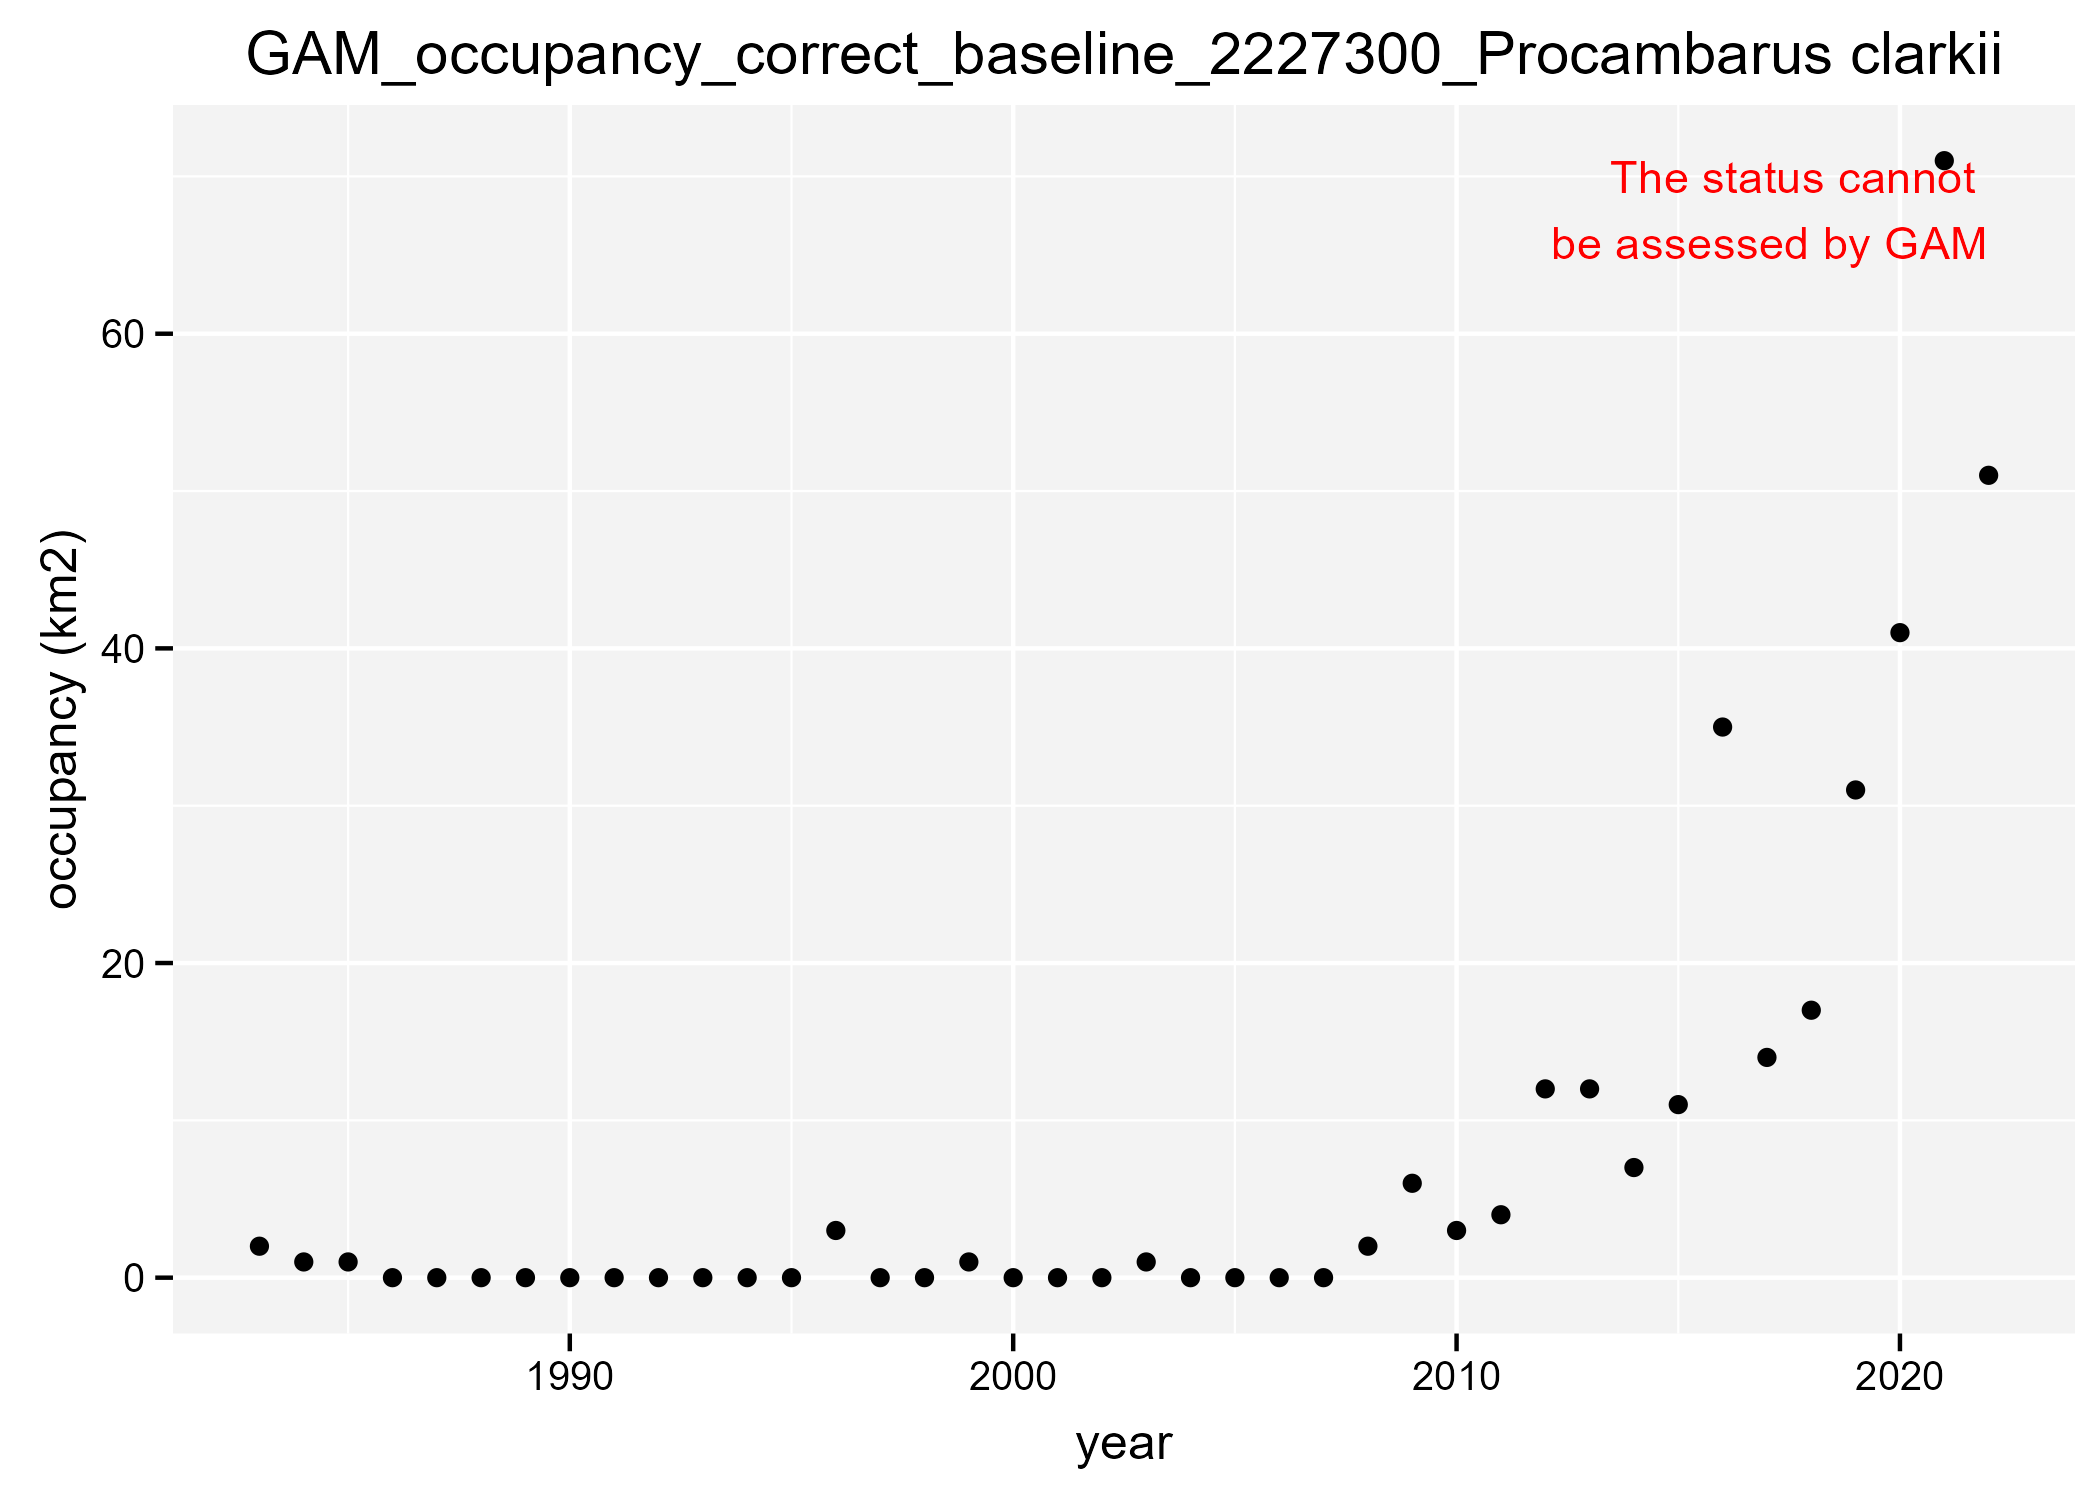 GAM_occupancy_correct_baseline_2227300_Procambarus clarkii
The status cannot
be assessed by GAM
occupancy (km2)
60
40
20
0
1990 2000 2010 2020
year